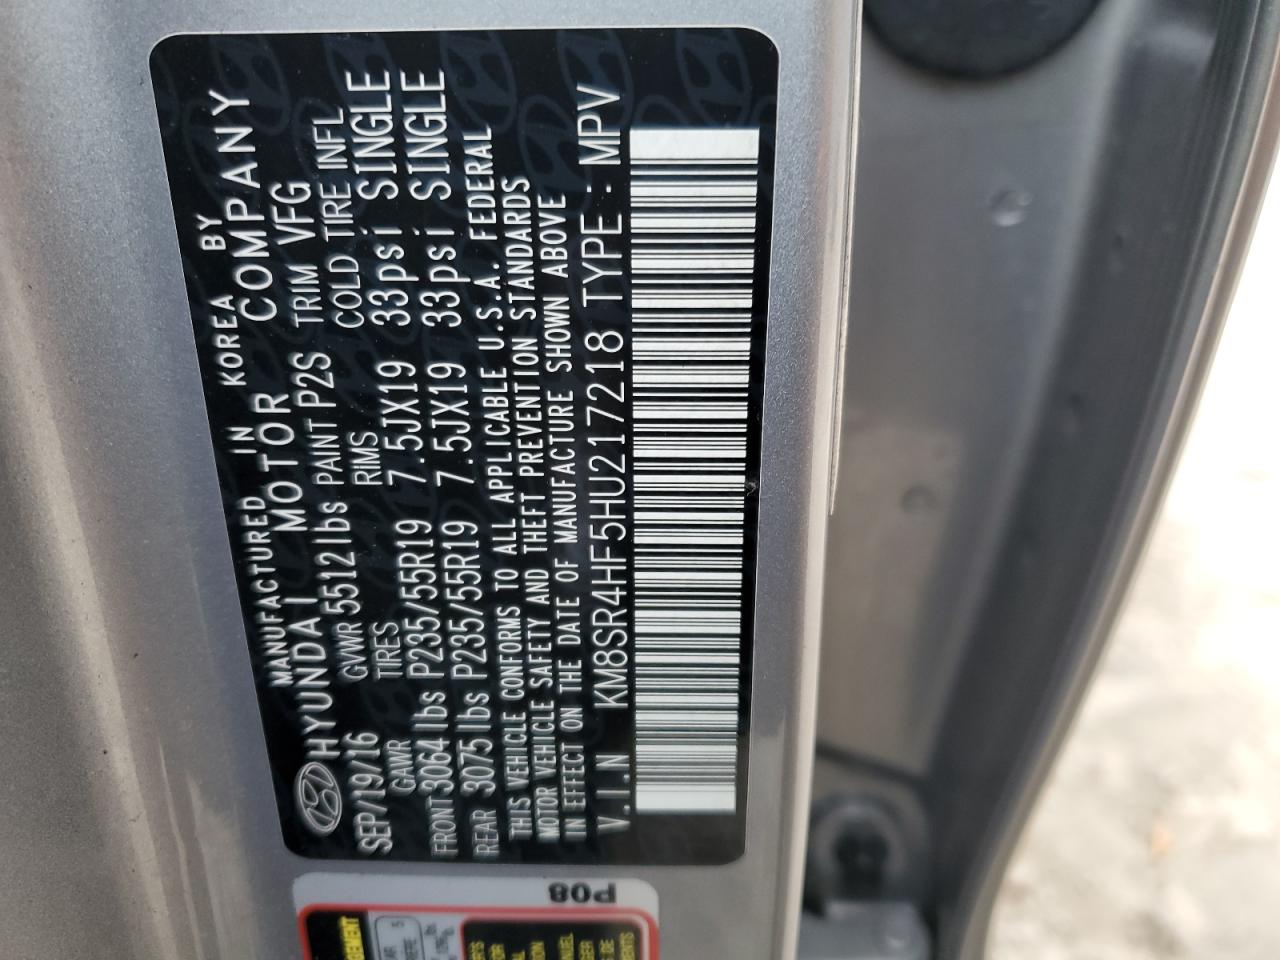 MANUFACTURED IN KOREA BY
HYUNDAI MOTOR COMPANY
SEP/19/16 GVWR 5512lbs PAINT P2S TRIM VFG
GAWR TIRES RIMS COLD TIRE INFL
FRONT 3064lbs P235/55R19 7.5JX19 33psi SINGLE
REAR 3075lbs P235/55R19 7.5JX19 33psi SINGLE
THIS VEHICLE CONFORMS TO ALL APPLICABLE U.S.A. FEDERAL
MOTOR VEHICLE SAFETY AND THEFT PREVENTION STANDARDS
IN EFFECT ON THE DATE OF MANUFACTURE SHOWN ABOVE
V.I.N KM8SR4HF5HU217218 TYPE : MPV
P08